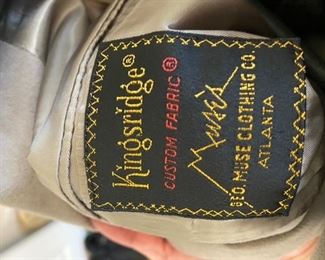 Kingsridge®
CUSTOM FABRIC®
Muse's
GEO. MUSE CLOTHING CO.
ATLANTA